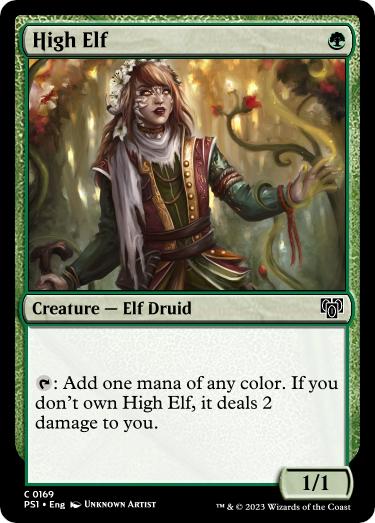 High Elf
Creature — Elf Druid
: Add one mana of any color. If you
don't own High Elf, it deals 2
damage to you.
1/1
C 0169
PS1 • Eng Unknown Artist
™ & © 2023 Wizards of the Coast